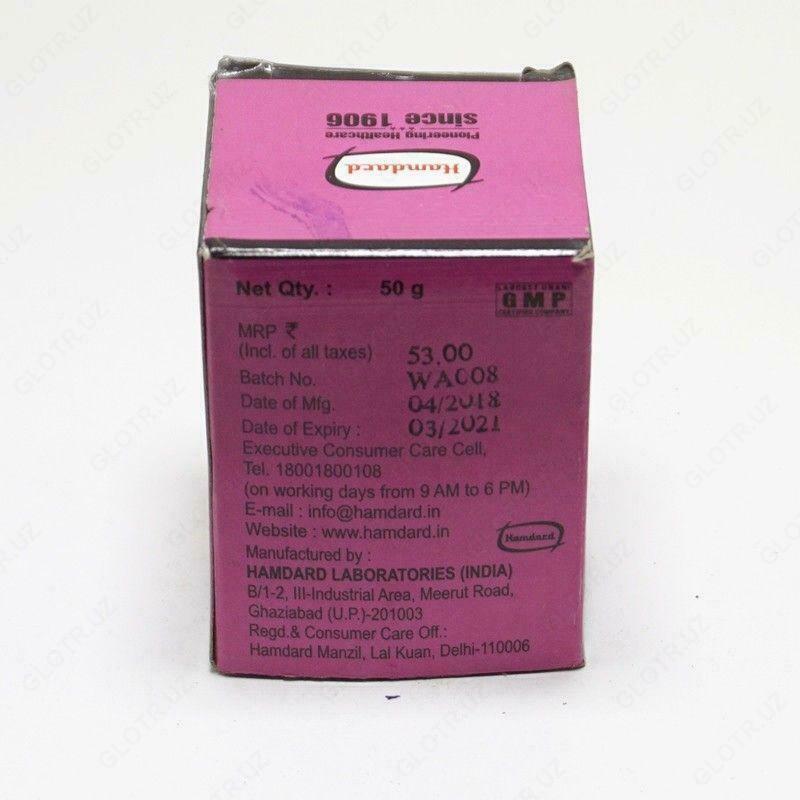 Hamdard
Pioneering Healthcare
since 1906
Net Qty. : 50 g
LARGEST UNANI
GMP
CERTIFIED COMPANY
MRP ₹
(Incl. of all taxes) 53.00
Batch No. WA008
Date of Mfg. 04/2018
Date of Expiry : 03/2021
Executive Consumer Care Cell,
Tel. 18001800108
(on working days from 9 AM to 6 PM)
E-mail : info@hamdard.in
Website : www.hamdard.in
Hamdard
Manufactured by :
HAMDARD LABORATORIES (INDIA)
B/1-2, III-Industrial Area, Meerut Road,
Ghaziabad (U.P.)-201003
Regd.& Consumer Care Off.:
Hamdard Manzil, Lal Kuan, Delhi-110006
GLOTR.UZ